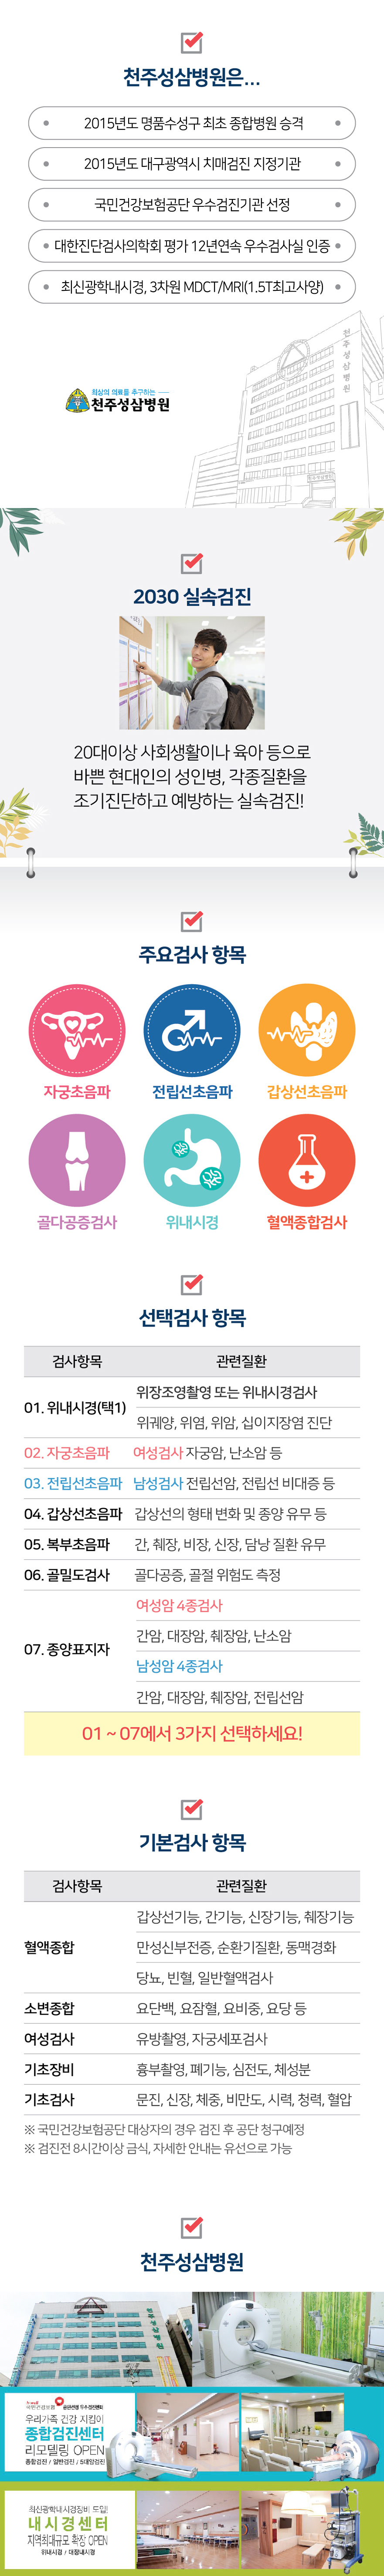 천주성삼병원은...
2015년도 명품수성구 최초 종합병원 승격
2015년도 대구광역시 치매검진 지정기관
국민건강보험공단 우수검진기관 선정
대한진단검사의학회 평가 12년연속 우수검사실 인증
최신광학내시경, 3차원 MDCT/MRI(1.5T최고사양)
천주성삼병원
최상의 의료를 추구하는
천주성삼병원
2030 실속검진
20대이상 사회생활이나 육아 등으로
바쁜 현대인의 성인병, 각종질환을
조기진단하고 예방하는 실속검진!
주요검사 항목
자궁초음파 전립선초음파 갑상선초음파
골다공증검사 위내시경 혈액종합검사
선택검사 항목
검사항목 관련질환
01. 위내시경(택1) 위장조영촬영 또는 위내시경검사
위궤양, 위염, 위암, 십이지장염 진단
02. 자궁초음파 여성검사 자궁암, 난소암 등
03. 전립선초음파 남성검사 전립선암, 전립선 비대증 등
04. 갑상선초음파 갑상선의 형태 변화 및 종양 유무 등
05. 복부초음파 간, 췌장, 비장, 신장, 담낭 질환 유무
06. 골밀도검사 골다공증, 골절 위험도 측정
07. 종양표지자 여성암 4종검사
간암, 대장암, 췌장암, 난소암
남성암 4종검사
간암, 대장암, 췌장암, 전립선암
01 ~ 07에서 3가지 선택하세요!
기본검사 항목
검사항목 관련질환
혈액종합 갑상선기능, 간기능, 신장기능, 췌장기능
만성신부전증, 순환기질환, 동맥경화
당뇨, 빈혈, 일반혈액검사
소변종합 요단백, 요잠혈, 요비중, 요당 등
여성검사 유방촬영, 자궁세포검사
기초장비 흉부촬영, 폐기능, 심전도, 체성분
기초검사 문진, 신장, 체중, 비만도, 시력, 청력, 혈압
※ 국민건강보험공단 대상자의 경우 검진 후 공단 청구예정
※ 검진전 8시간이상 금식, 자세한 안내는 유선으로 가능
천주성삼병원
천주성삼병원
국민건강보험 공단선정 우수검진센터
우리가족 건강 지킴이
종합검진센터
리모델링 OPEN
종합검진 / 일반검진 / 5대암검진
최신광학내시경장비 도입!
내시경센터
지역최대규모 확장 OPEN
위내시경 / 대장내시경